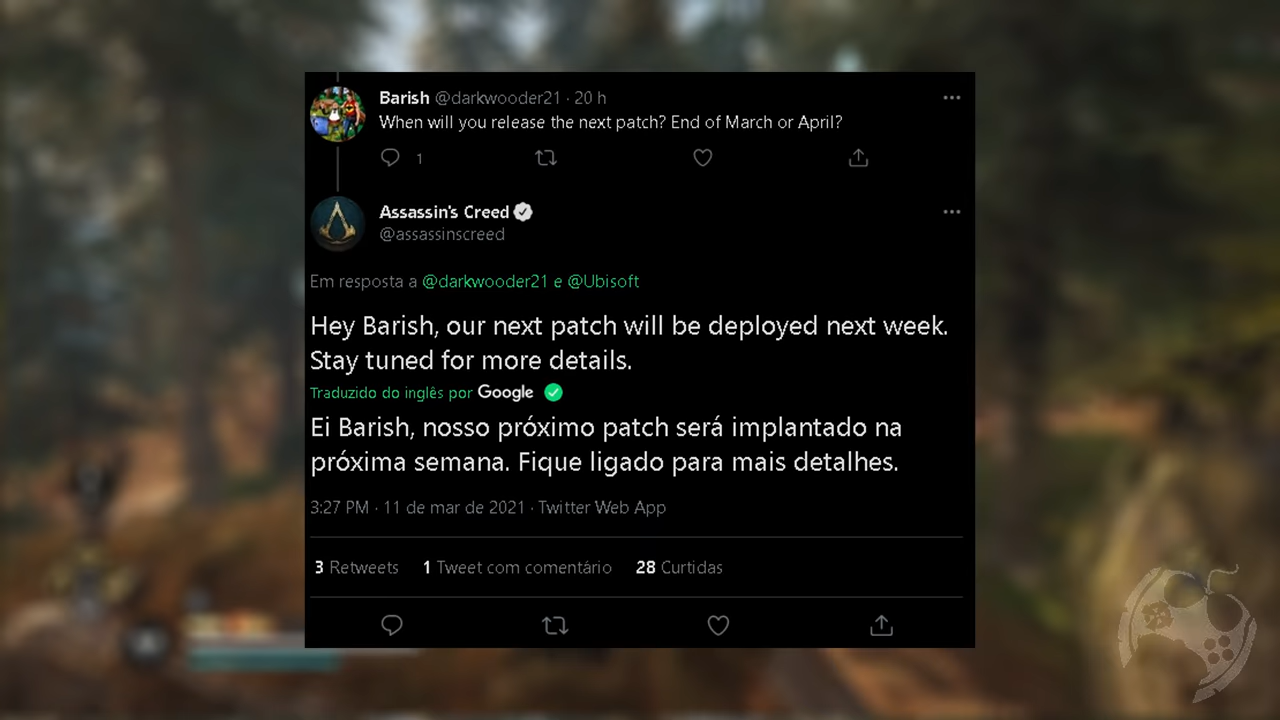 Barish @darkwooder21 · 20 h
When will you release the next patch? End of March or April?
1
Assassin's Creed
@assassinscreed
Em resposta a @darkwooder21 e @Ubisoft
Hey Barish, our next patch will be deployed next week.
Stay tuned for more details.
Traduzido do inglês por Google
Ei Barish, nosso próximo patch será implantado na
próxima semana. Fique ligado para mais detalhes.
3:27 PM · 11 de mar de 2021 · Twitter Web App
3 Retweets 1 Tweet com comentário 28 Curtidas